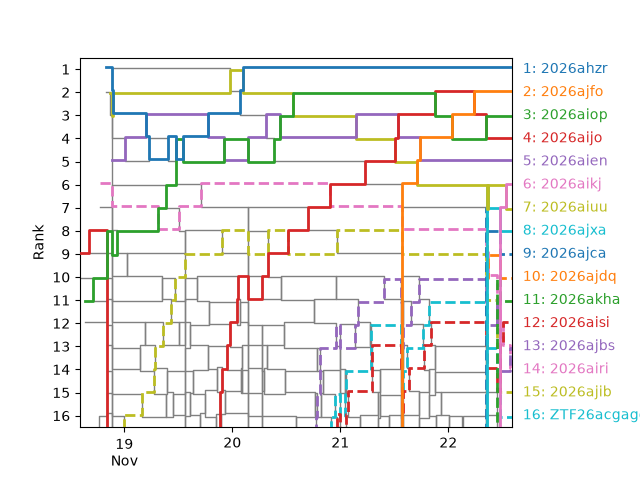 1
2
3
4
5
6
7
8
9
10
11
12
13
14
15
16
Rank
19
20
21
22
Nov
1: 2026ahzr
2: 2026ajfo
3: 2026aiop
4: 2026aijo
5: 2026aien
6: 2026aikj
7: 2026aiuu
8: 2026ajxa
9: 2026ajca
10: 2026ajdq
11: 2026akha
12: 2026aisi
13: 2026ajbs
14: 2026airi
15: 2026ajib
16: ZTF26acgag